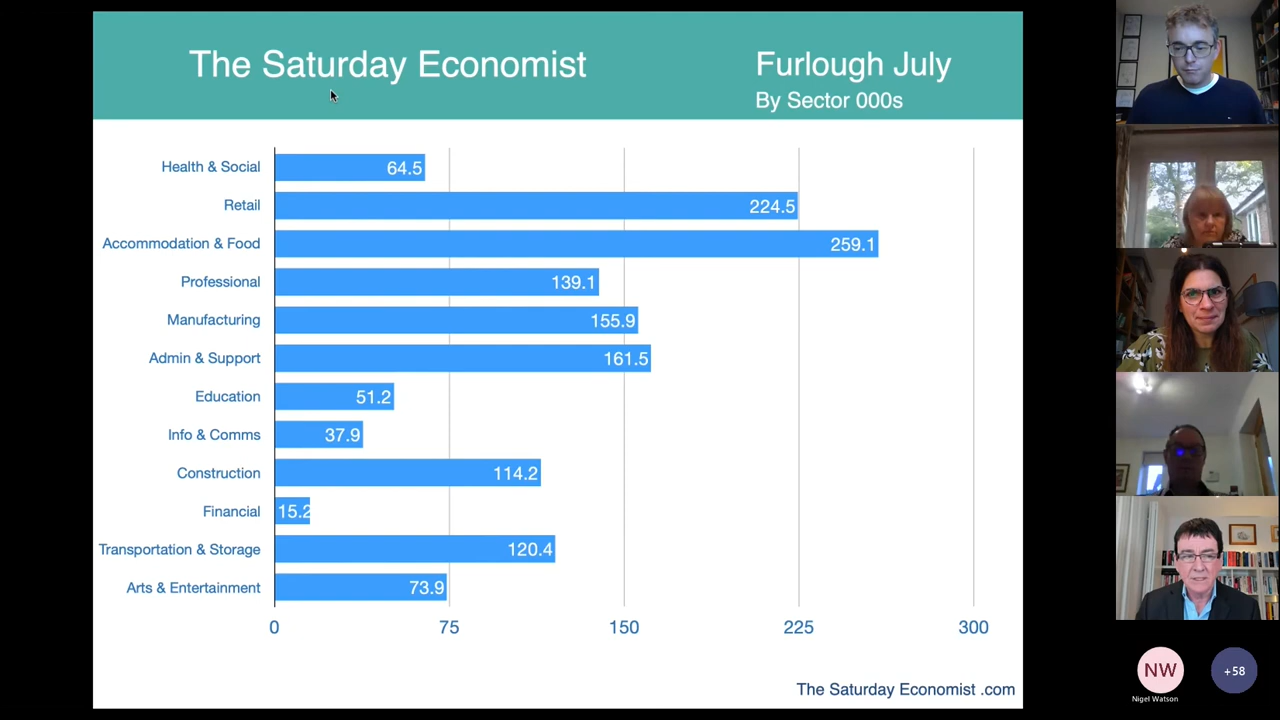 The Saturday Economist
Furlough July
By Sector 000s
Health & Social 64.5
Retail 224.5
Accommodation & Food 259.1
Professional 139.1
Manufacturing 155.9
Admin & Support 161.5
Education 51.2
Info & Comms 37.9
Construction 114.2
Financial 15.2
Transportation & Storage 120.4
Arts & Entertainment 73.9
0 75 150 225 300
The Saturday Economist .com
NW
+58
Nigel Watson